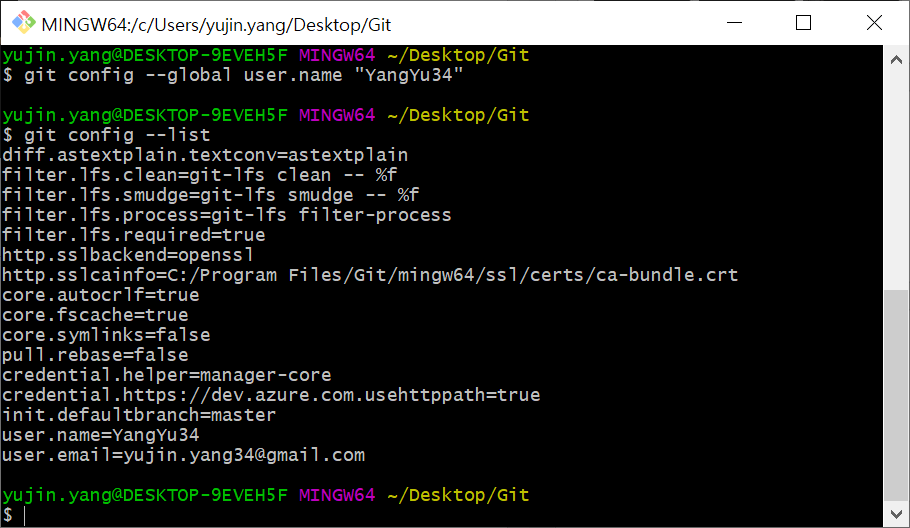 MINGW64:/c/Users/yujin.yang/Desktop/Git
yujin.yang@DESKTOP-9EVEH5F MINGW64 ~/Desktop/Git
$ git config --global user.name "YangYu34"
yujin.yang@DESKTOP-9EVEH5F MINGW64 ~/Desktop/Git
$ git config --list
diff.astextplain.textconv=astextplain
filter.lfs.clean=git-lfs clean -- %f
filter.lfs.smudge=git-lfs smudge -- %f
filter.lfs.process=git-lfs filter-process
filter.lfs.required=true
http.sslbackend=openssl
http.sslcainfo=C:/Program Files/Git/mingw64/ssl/certs/ca-bundle.crt
core.autocrlf=true
core.fscache=true
core.symlinks=false
pull.rebase=false
credential.helper=manager-core
credential.https://dev.azure.com.usehttppath=true
init.defaultbranch=master
user.name=YangYu34
user.email=yujin.yang34@gmail.com
yujin.yang@DESKTOP-9EVEH5F MINGW64 ~/Desktop/Git
$